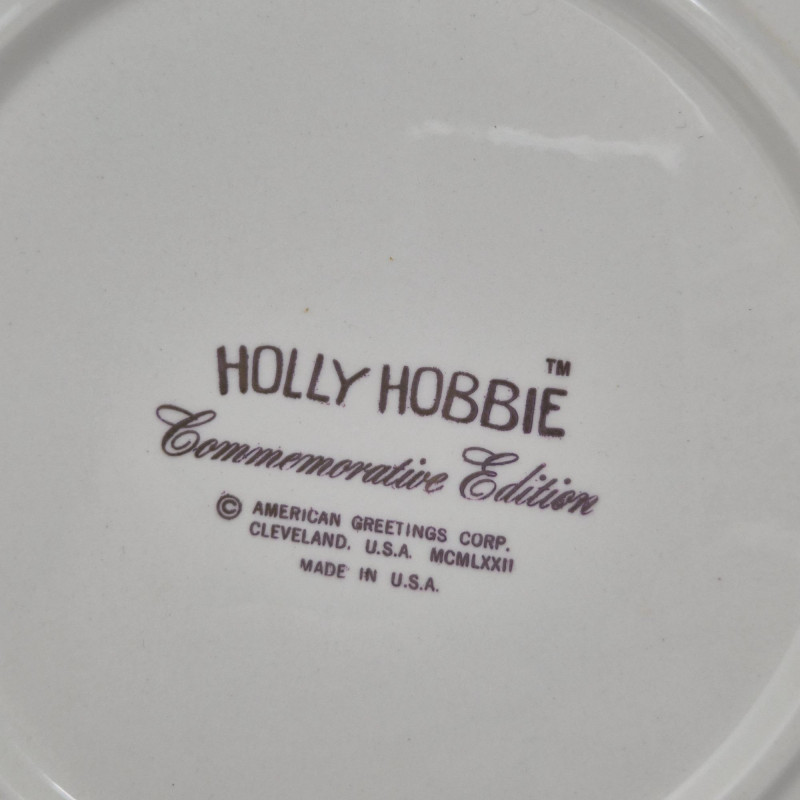 HOLLY HOBBIE™
Commemorative Edition
© AMERICAN GREETINGS CORP.
CLEVELAND, U.S.A. MCMLXXII
MADE IN U.S.A.